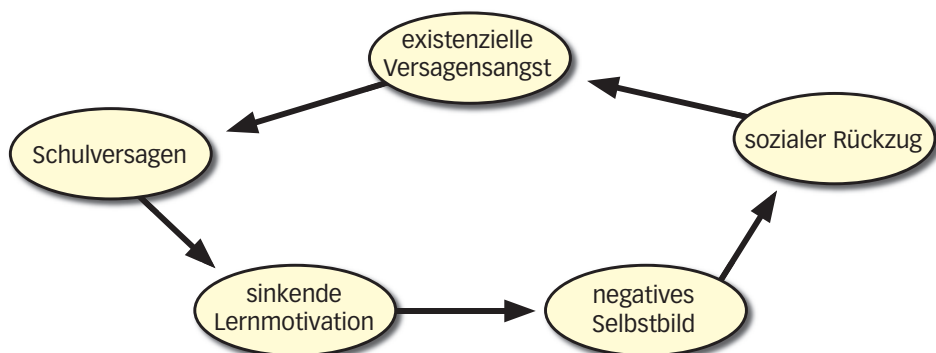 existenzielle
Versagensangst
sozialer Rückzug
Schulversagen
sinkende
Lernmotivation
negatives
Selbstbild